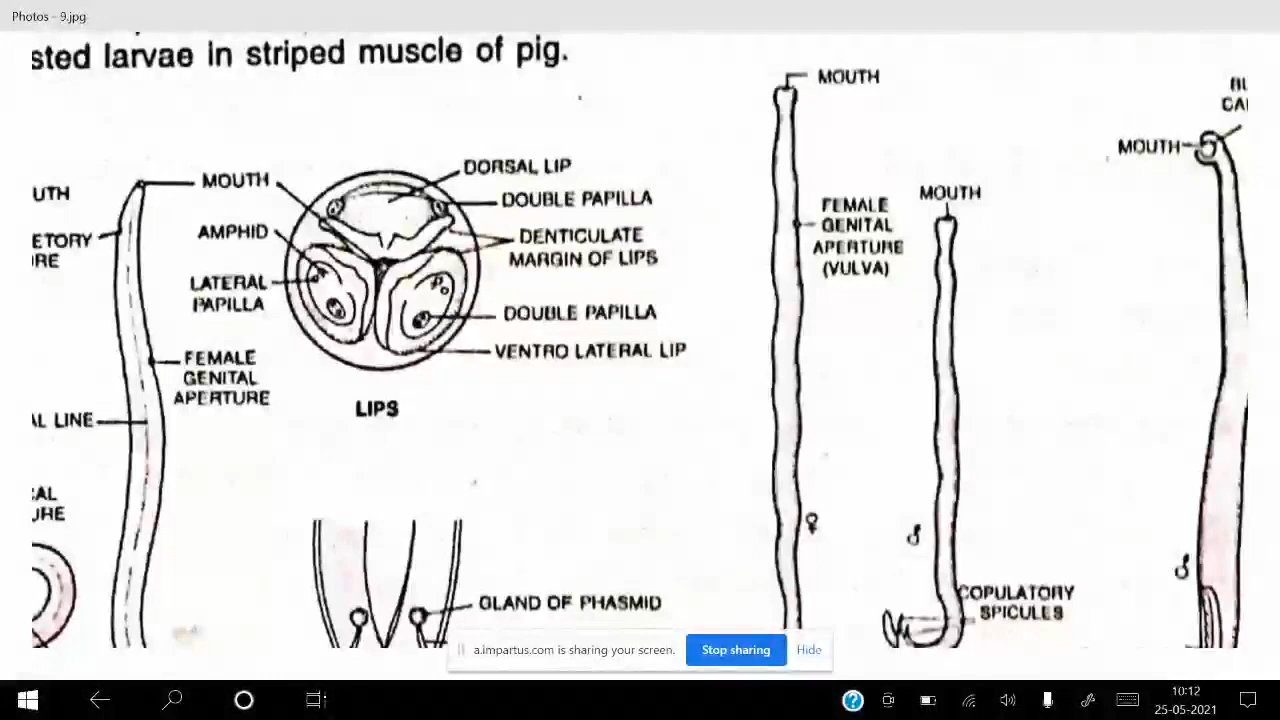 Photos - 9.jpg
sted larvae in striped muscle of pig.
UTH
ETORY
MOUTH
AMPHID
LATERAL
PAPILLA
FEMALE
GENITAL
APERTURE
AL LINE
DORSAL LIP
DOUBLE PAPILLA
DENTICULATE
MARGIN OF LIPS
DOUBLE PAPILLA
VENTRO LATERAL LIP
LIPS
GLAND OF PHASMID
MOUTH
FEMALE
GENITAL
APERTURE
(VULVA)
♀
MOUTH
♂
COPULATORY
SPICULES
MOUTH
♂
a.impartus.com is sharing your screen.
Stop sharing
Hide
10:12
25-05-2021